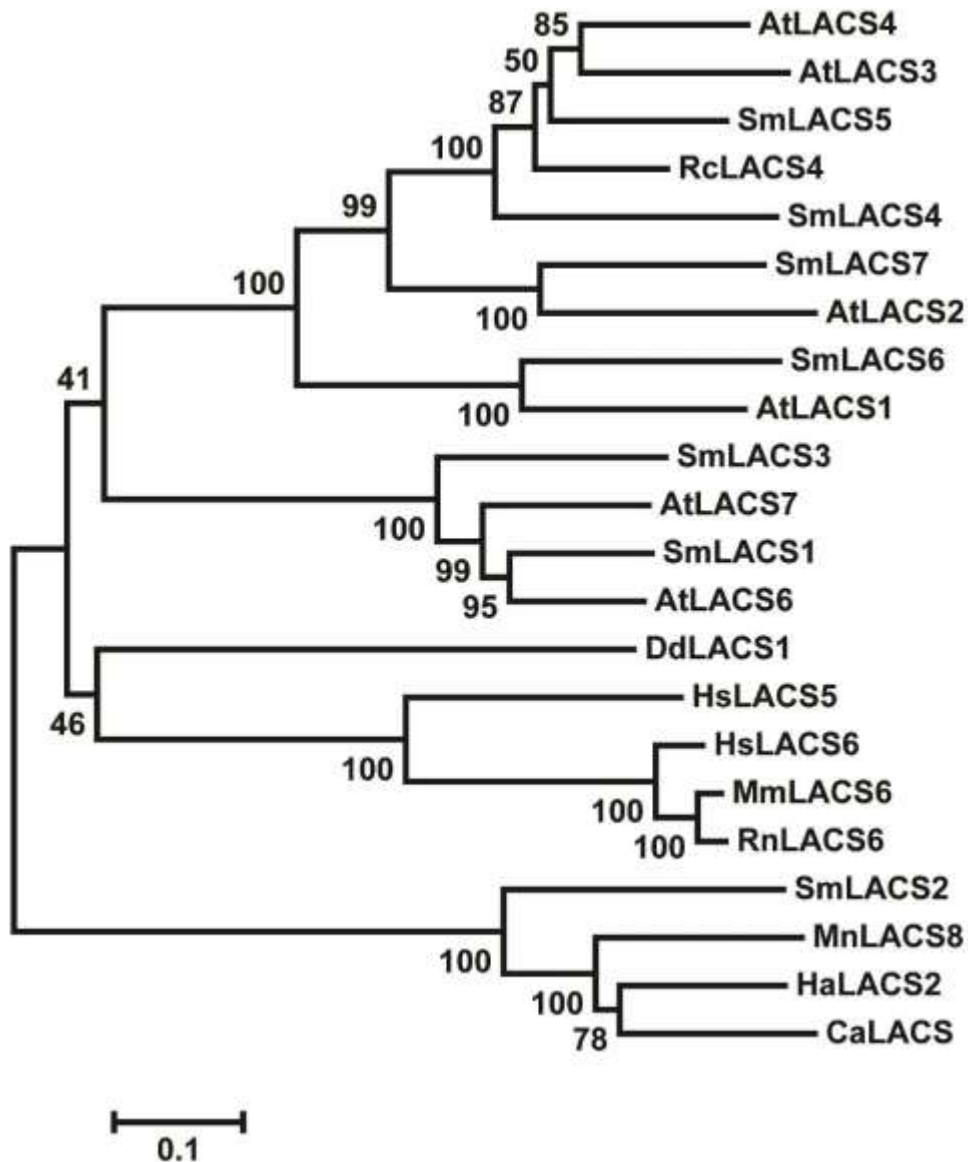 85
AtLACS4
50
AtLACS3
87
SmLACS5
100
RcLACS4
99
SmLACS4
100
SmLACS7
100
AtLACS2
41
SmLACS6
100
AtLACS1
SmLACS3
100
AtLACS7
99
SmLACS1
95
AtLACS6
DdLACS1
46
HsLACS5
100
HsLACS6
100
MmLACS6
100
RnLACS6
SmLACS2
100
MnLACS8
100
HaLACS2
78
CaLACS
0.1